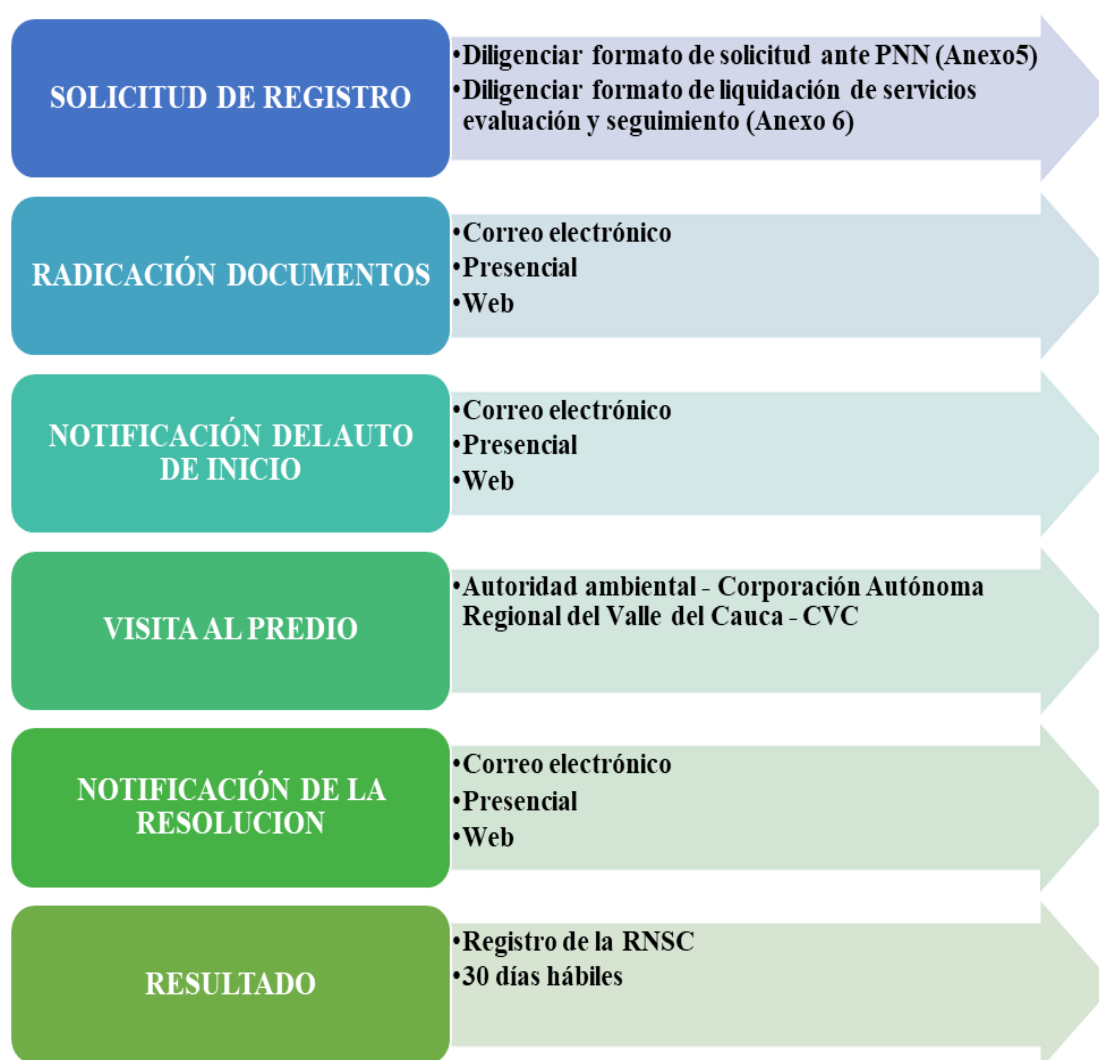 SOLICITUD DE REGISTRO
•Diligenciar formato de solicitud ante PNN (Anexo5)
•Diligenciar formato de liquidación de servicios
evaluación y seguimiento (Anexo 6)
RADICACIÓN DOCUMENTOS
•Correo electrónico
•Presencial
•Web
NOTIFICACIÓN DEL AUTO
DE INICIO
•Correo electrónico
•Presencial
•Web
VISITA AL PREDIO
•Autoridad ambiental - Corporación Autónoma
Regional del Valle del Cauca - CVC
NOTIFICACIÓN DE LA
RESOLUCION
•Correo electrónico
•Presencial
•Web
RESULTADO
•Registro de la RNSC
•30 días hábiles